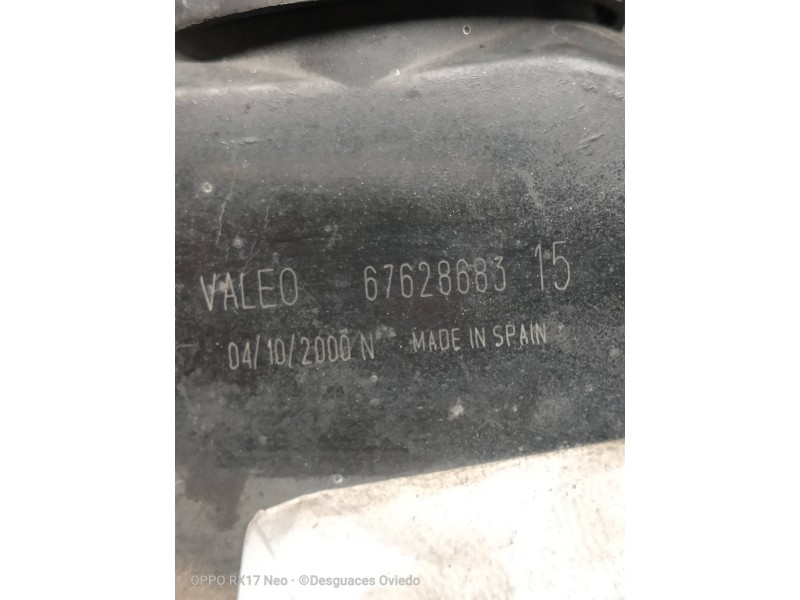 VALEO 67628683 15
04/10/2000 N MADE IN SPAIN
OPPO RX17 Neo · ©Desguaces Oviedo